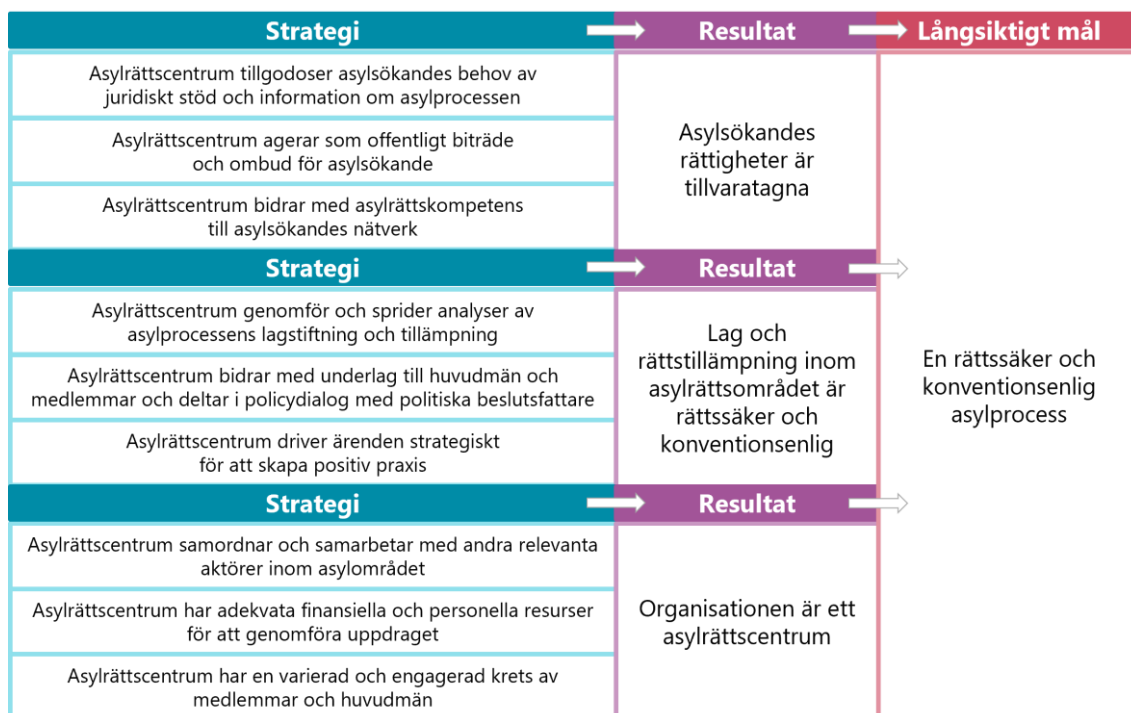 Strategi
Resultat
Långsiktigt mål
Asylrättscentrum tillgodoser asylsökandes behov av
juridiskt stöd och information om asylprocessen
Asylrättscentrum agerar som offentligt biträde
och ombud för asylsökande
Asylrättscentrum bidrar med asylrättskompetens
till asylsökandes nätverk
Asylsökandes
rättigheter är
tillvaratagna
Strategi
Resultat
Asylrättscentrum genomför och sprider analyser av
asylprocessens lagstiftning och tillämpning
Asylrättscentrum bidrar med underlag till huvudmän och
medlemmar och deltar i policydialog med politiska beslutsfattare
Asylrättscentrum driver ärenden strategiskt
för att skapa positiv praxis
Lag och
rättstillämpning inom
asylrättsområdet är
rättssäker och
konventionsenlig
En rättssäker och
konventionsenlig
asylprocess
Strategi
Resultat
Asylrättscentrum samordnar och samarbetar med andra relevanta
aktörer inom asylområdet
Asylrättscentrum har adekvata finansiella och personella resurser
för att genomföra uppdraget
Asylrättscentrum har en varierad och engagerad krets av
medlemmar och huvudmän
Organisationen är ett
asylrättscentrum